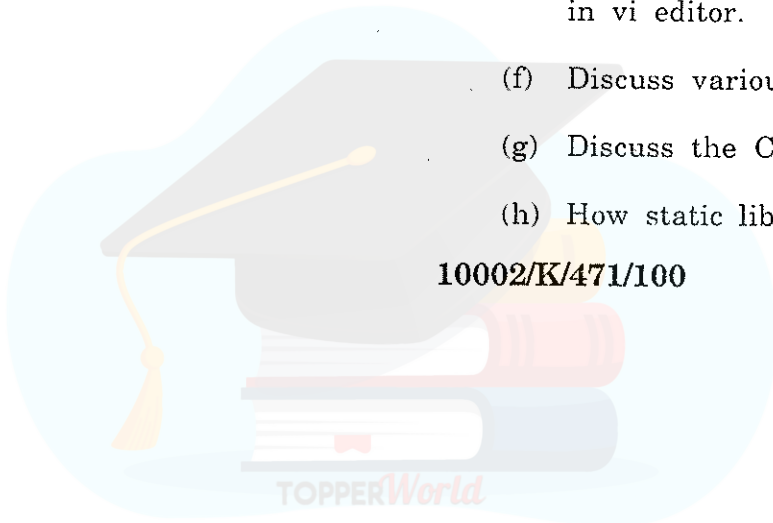 in vi editor.
(f) Discuss variou
(g) Discuss the C
(h) How static lib
10002/K/471/100
TOPPERWorld